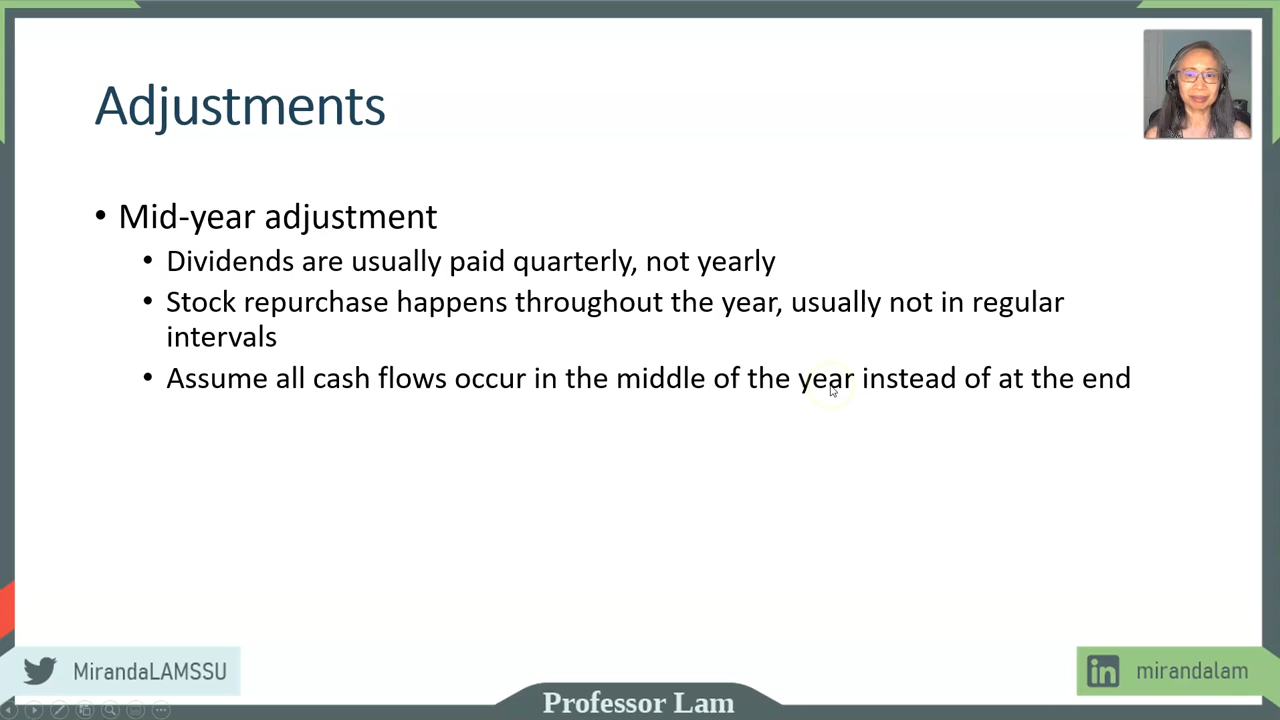 Adjustments
• Mid-year adjustment
• Dividends are usually paid quarterly, not yearly
• Stock repurchase happens throughout the year, usually not in regular
intervals
• Assume all cash flows occur in the middle of the year instead of at the end
MirandaLAMSSU
Professor Lam
in mirandalam